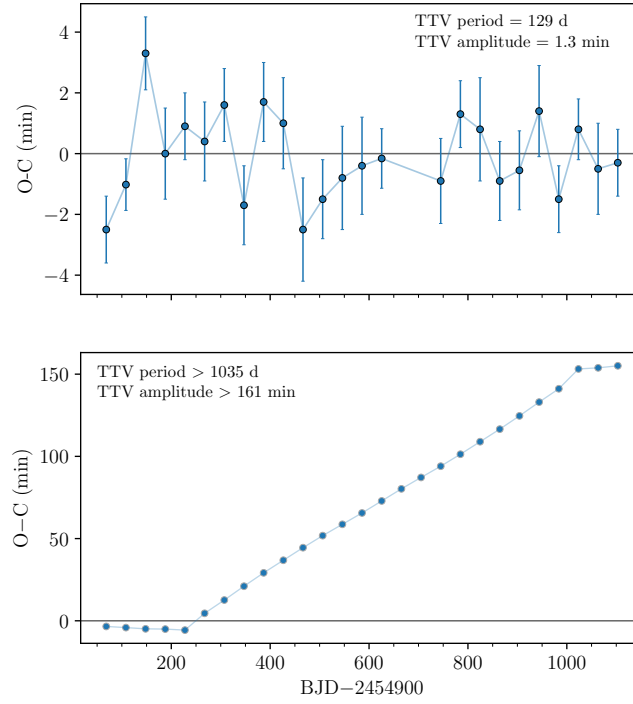 TTV period = 129 d
TTV amplitude = 1.3 min
4
2
0
−2
−4
O-C (min)
TTV period > 1035 d
TTV amplitude > 161 min
150
100
50
0
O−C (min)
200 400 600 800 1000
BJD−2454900